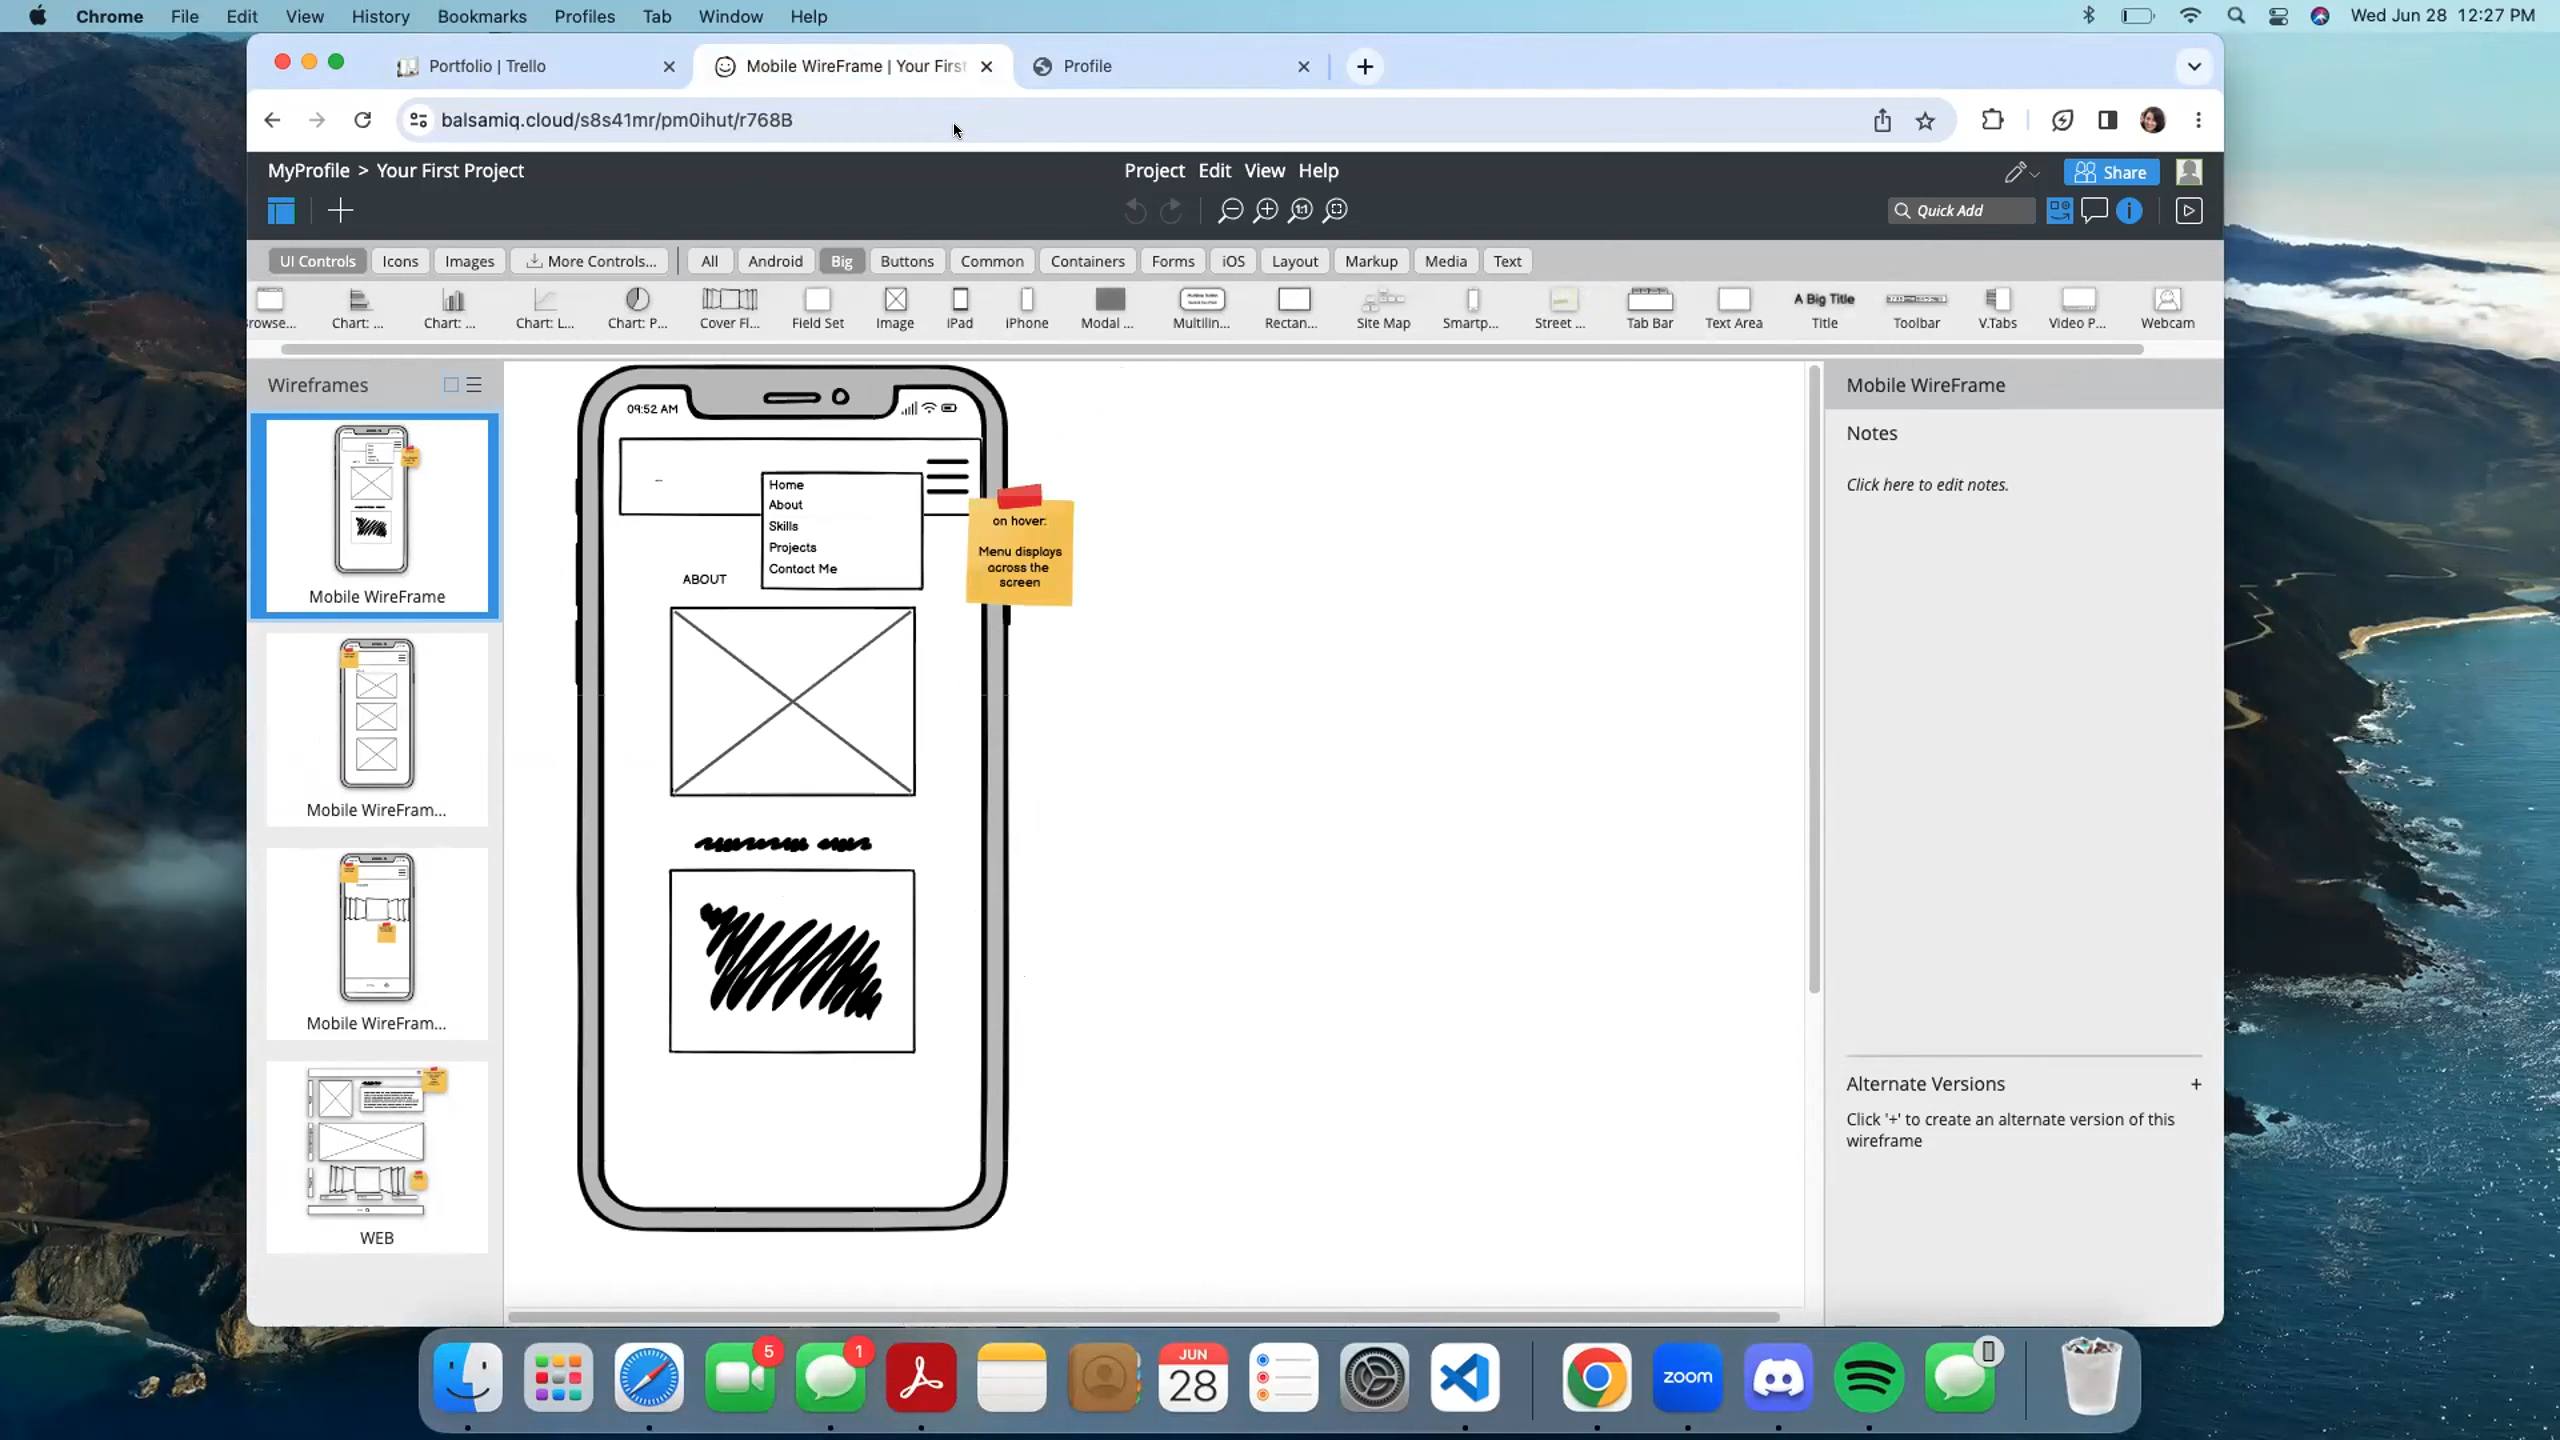 Chrome File Edit View History Bookmarks Profiles Tab Window Help
Wed Jun 28 12:27 PM
Portfolio | Trello
Mobile WireFrame | Your First
Profile
balsamiq.cloud/s8s41mr/pm0ihut/r768B
MyProfile > Your First Project
Project Edit View Help
Share
Quick Add
UI Controls Icons Images More Controls... All Android Big Buttons Common Containers Forms iOS Layout Markup Media Text
rowse... Chart: ... Chart: ... Chart: L... Chart: P... Cover Fl... Field Set Image iPad iPhone Modal ... Multilin... Rectan... Site Map Smartp... Street ... Tab Bar Text Area A Big Title Title Toolbar V.Tabs Video P... Webcam
Wireframes
Mobile WireFrame
Mobile WireFram...
Mobile WireFram...
WEB
09:52 AM
Home
About
Skills
Projects
Contact Me
ABOUT
on hover:
Menu displays
across the
screen
Mobile WireFrame
Notes
Click here to edit notes.
Alternate Versions +
Click '+' to create an alternate version of this
wireframe
5
1
JUN
28
zoom